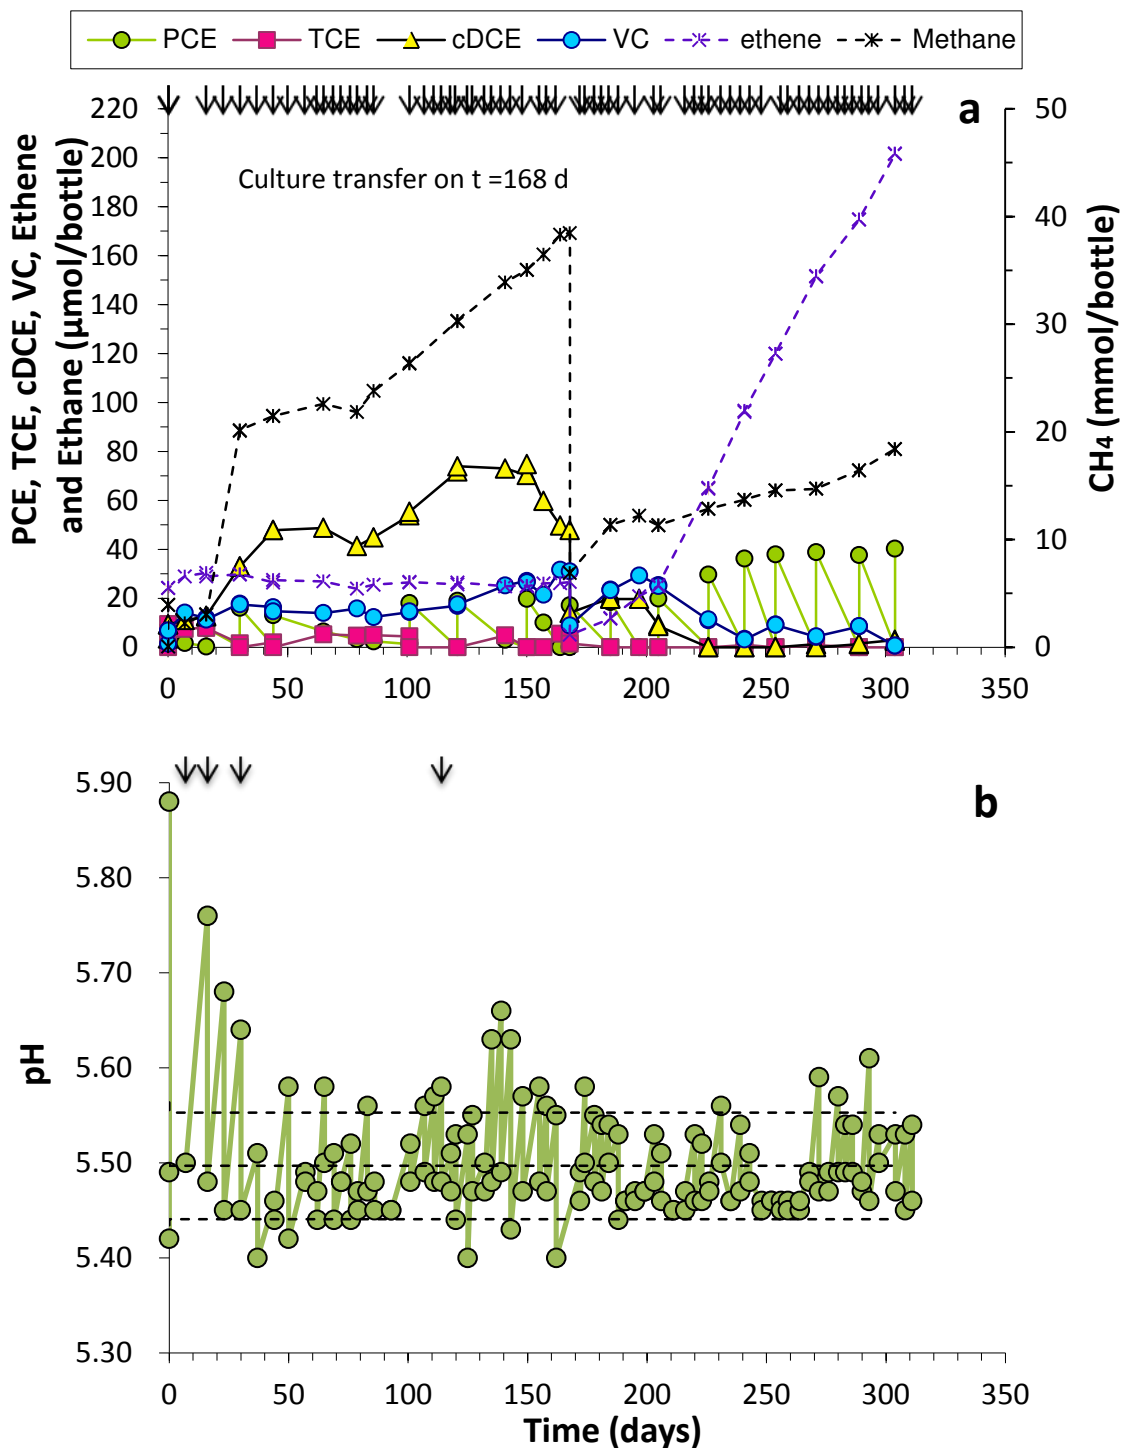 PCE TCE cDCE VC ethene Methane
a
Culture transfer on t =168 d
PCE, TCE, cDCE, VC, Ethene
and Ethane (µmol/bottle)
220
200
180
160
140
120
100
80
60
40
20
0
50
40
30
20
10
0
CH4 (mmol/bottle)
0 50 100 150 200 250 300 350
b
pH
5.90
5.80
5.70
5.60
5.50
5.40
5.30
0 50 100 150 200 250 300 350
Time (days)